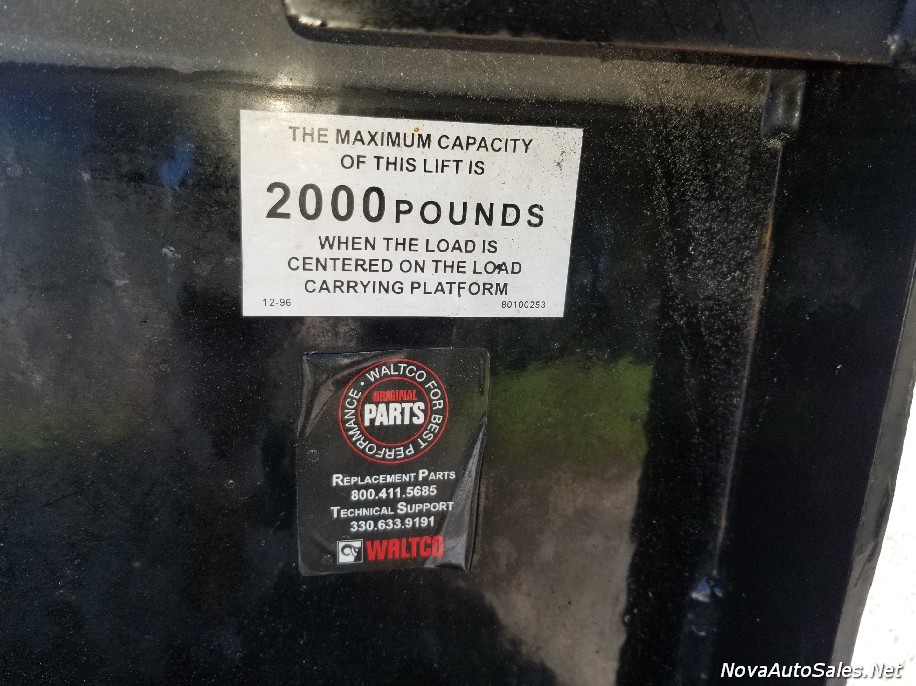 THE MAXIMUM CAPACITY
OF THIS LIFT IS
2000 POUNDS
WHEN THE LOAD IS
CENTERED ON THE LOAD
CARRYING PLATFORM
12-96 80100253
• WALTCO FOR BEST PERFORMANCE
ORIGINAL
PARTS
REPLACEMENT PARTS
800.411.5685
TECHNICAL SUPPORT
330.633.9191
WALTCO
NovaAutoSales.Net